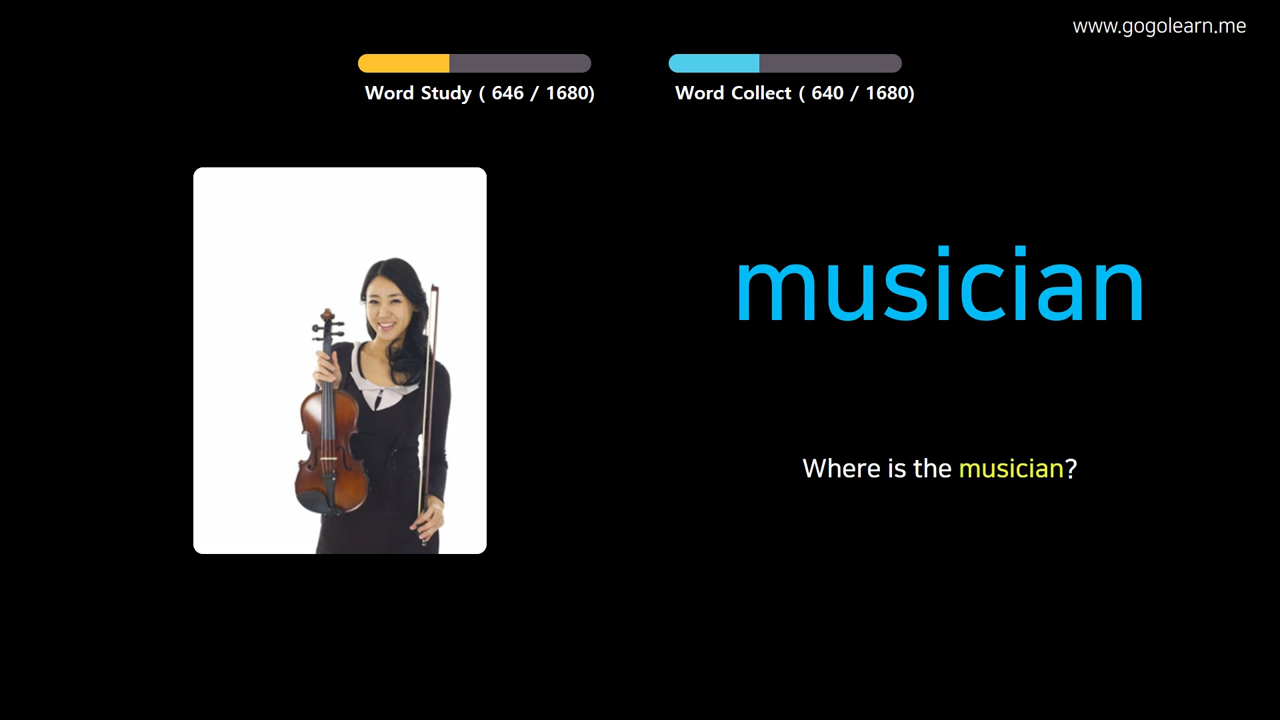 www.gogolearn.me
Word Study ( 646 / 1680)
Word Collect ( 640 / 1680)
musician
Where is the musician?